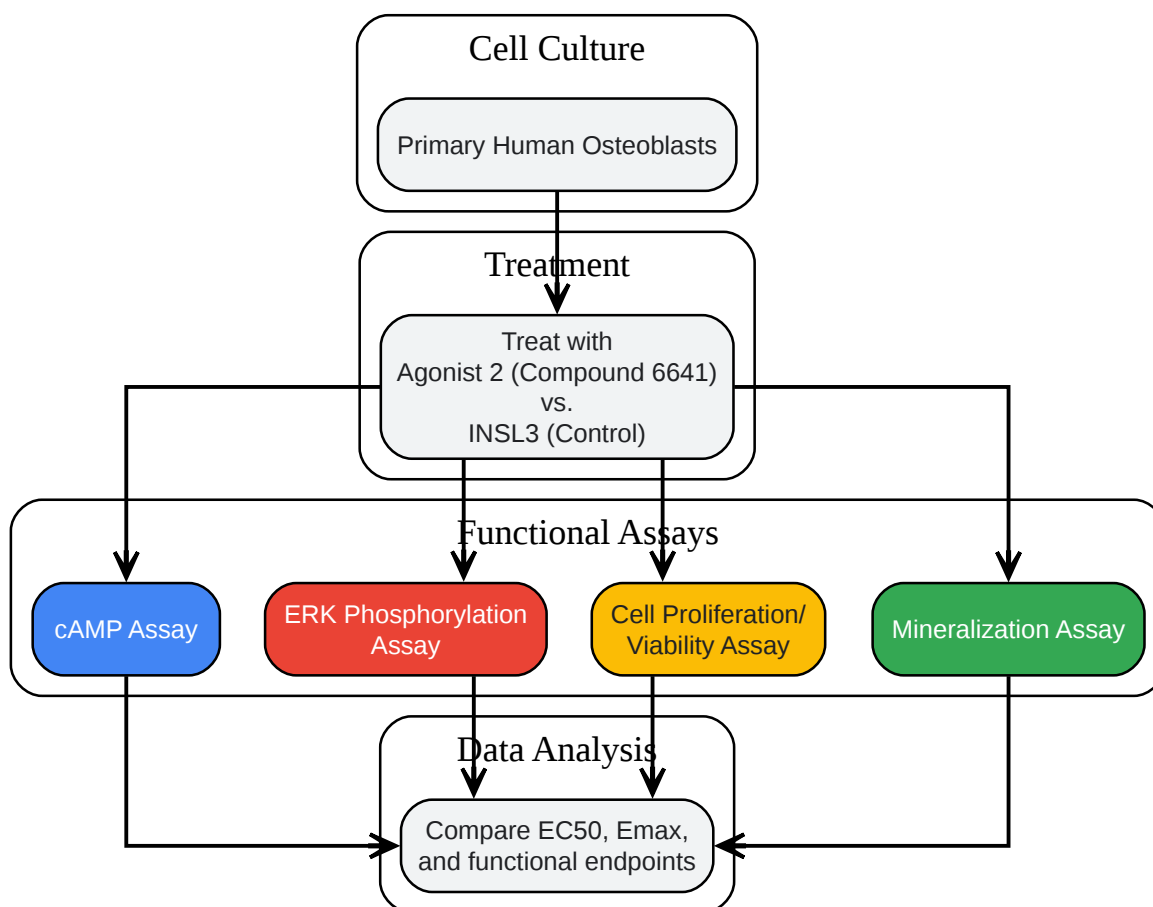 Cell Culture
Primary Human Osteoblasts
Treatment
Treat with
Agonist 2 (Compound 6641)
vs.
INSL3 (Control)
Functional Assays
cAMP Assay
ERK Phosphorylation
Assay
Cell Proliferation/
Viability Assay
Mineralization Assay
Data Analysis
Compare EC50, Emax,
and functional endpoints